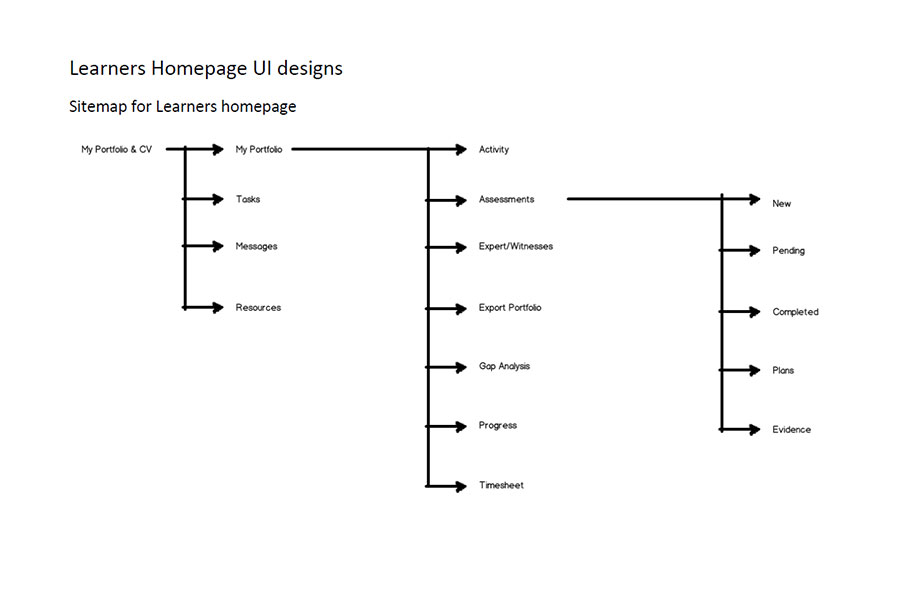 Learners Homepage UI designs
Sitemap for Learners homepage
My Portfolio & CV
My Portfolio
Tasks
Messages
Resources
Activity
Assessments
Expert/Witnesses
Export Portfolio
Gap Analysis
Progress
Timesheet
New
Pending
Completed
Plans
Evidence